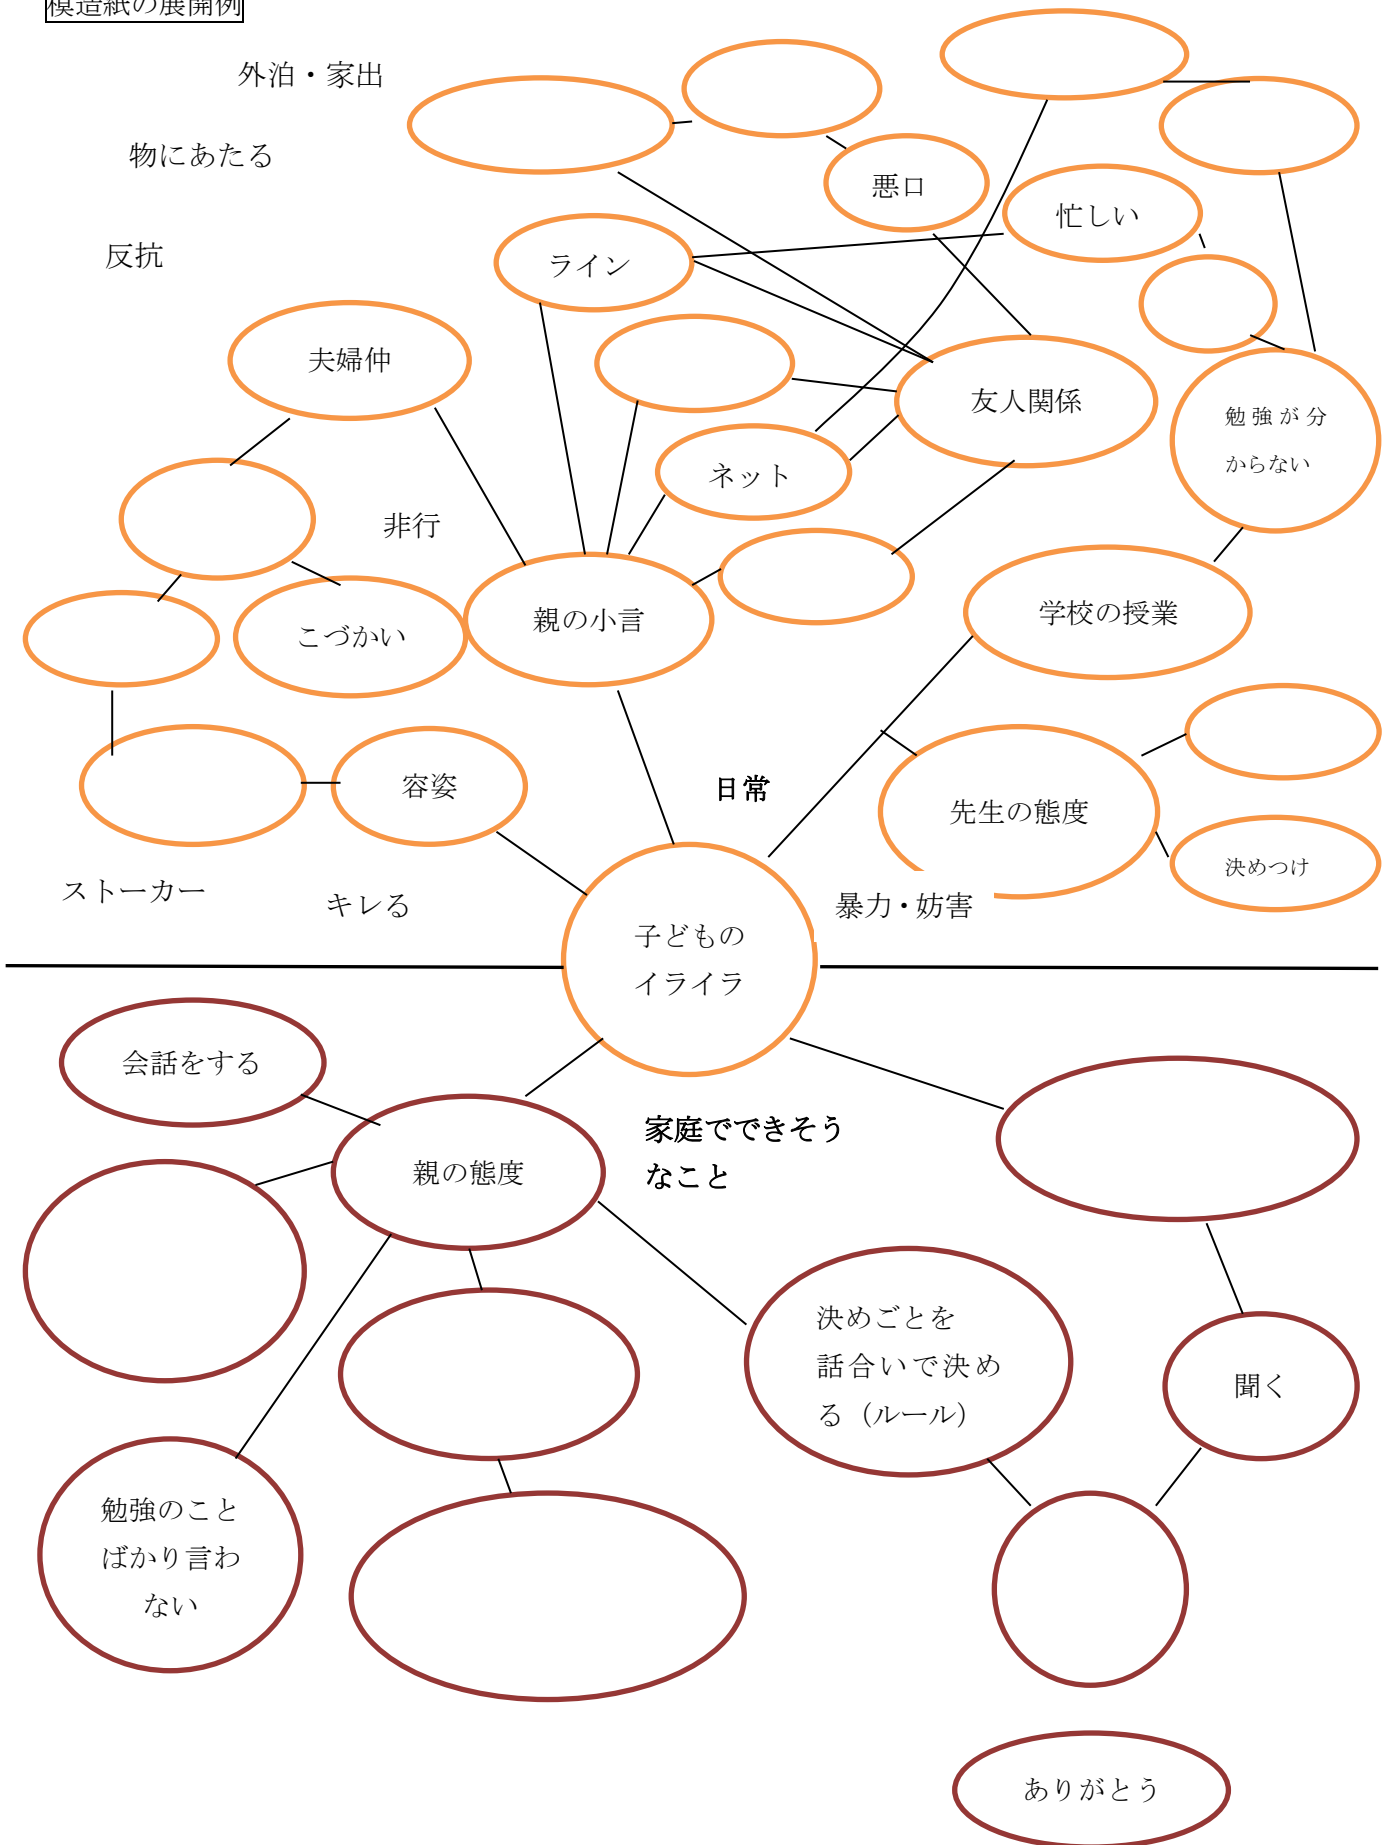 模造紙の展開例
外泊・家出
物にあたる
悪口
忙しい
反抗
ライン
夫婦仲
友人関係
勉強が分
からない
ネット
非行
学校の授業
親の小言
こづかい
容姿
日常
先生の態度
決めつけ
ストーカー
キレる
暴力・妨害
子どもの
イライラ
会話をする
家庭でできそう
なこと
親の態度
決めごとを
話合いで決め
る（ルール）
聞く
勉強のこと
ばかり言わ
ない
ありがとう